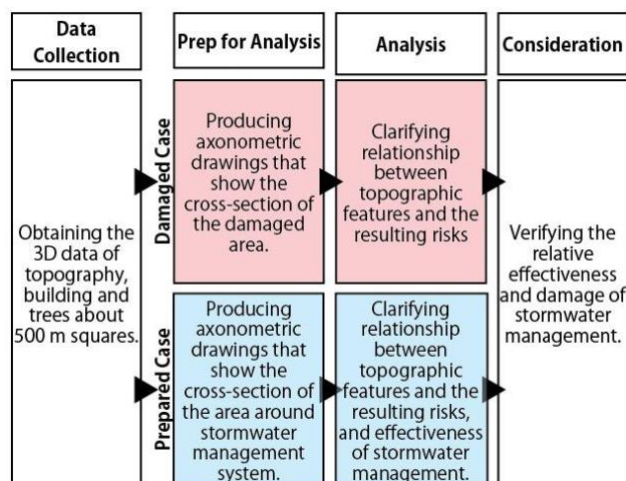 Data
Collection
Prep for Analysis
Analysis
Consideration
Obtaining the
3D data of
topography,
building and
trees about
500 m squares.
Damaged Case
Producing
axonometric
drawings that
show the
cross-section of
the damaged
area.
Clarifying
relationship
between
topographic
features and the
resulting risks
Prepared Case
Producing
axonometric
drawings that
show the
cross-section of
the area around
stormwater
management
system.
Clarifying
relationship
between
topographic
features and the
resulting risks,
and effectiveness
of stormwater
management.
Verifying the
relative
effectiveness
and damage of
stormwater
management.